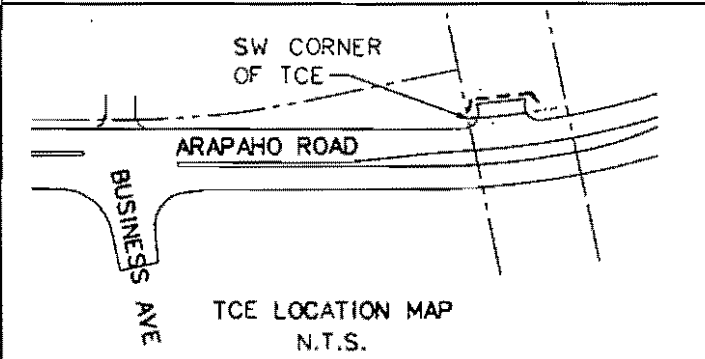 SW CORNER
OF TCE
ARAPAHO ROAD
BUSINESS AVE
TCE LOCATION MAP
N.T.S.